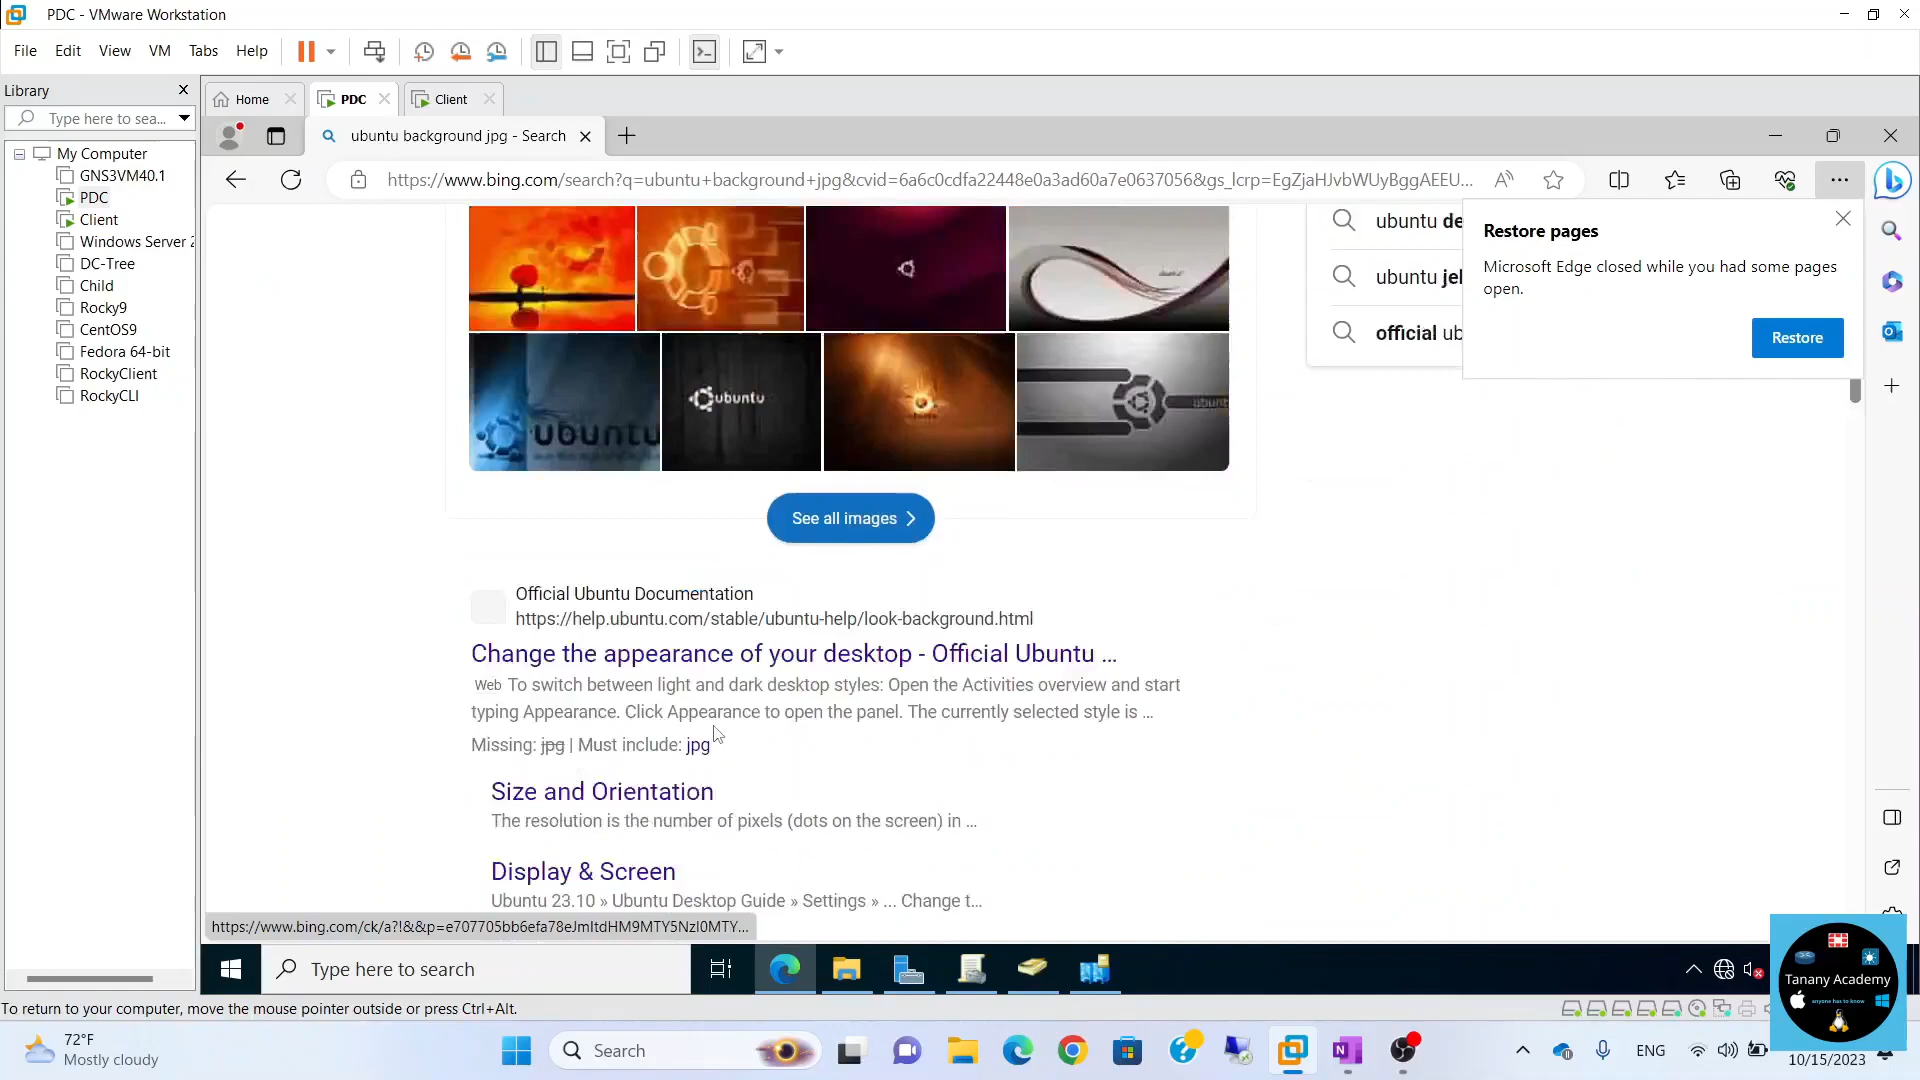 PDC - VMware Workstation
File Edit View VM Tabs Help
Library
Type here to sea...
My Computer
GNS3VM40.1
PDC
Client
Windows Server 2
DC-Tree
Child
Rocky9
CentOS9
Fedora 64-bit
RockyClient
RockyCLI
Home PDC Client
ubuntu background jpg - Search
https://www.bing.com/search?q=ubuntu+background+jpg&cvid=6a6c0cdfa22448e0a3ad60a7e0637056&gs_lcrp=EgZjaHJvbWUyBggAEEU...
ubuntu de
ubuntu jel
official ub
Restore pages
Microsoft Edge closed while you had some pages
open.
Restore
ubuntu
ubuntu
ubunt
See all images
Official Ubuntu Documentation
https://help.ubuntu.com/stable/ubuntu-help/look-background.html
Change the appearance of your desktop - Official Ubuntu ...
Web To switch between light and dark desktop styles: Open the Activities overview and start
typing Appearance. Click Appearance to open the panel. The currently selected style is ...
Missing: jpg | Must include: jpg
Size and Orientation
The resolution is the number of pixels (dots on the screen) in ...
Display & Screen
Ubuntu 23.10 » Ubuntu Desktop Guide » Settings » ... Change t...
https://www.bing.com/ck/a?!&&p=e707705bb6efa78eJmltdHM9MTY5NzI0MTY...
Type here to search
Tanany Academy
anyone has to know
To return to your computer, move the mouse pointer outside or press Ctrl+Alt.
72°F
Mostly cloudy
Search
ENG
10/15/2023